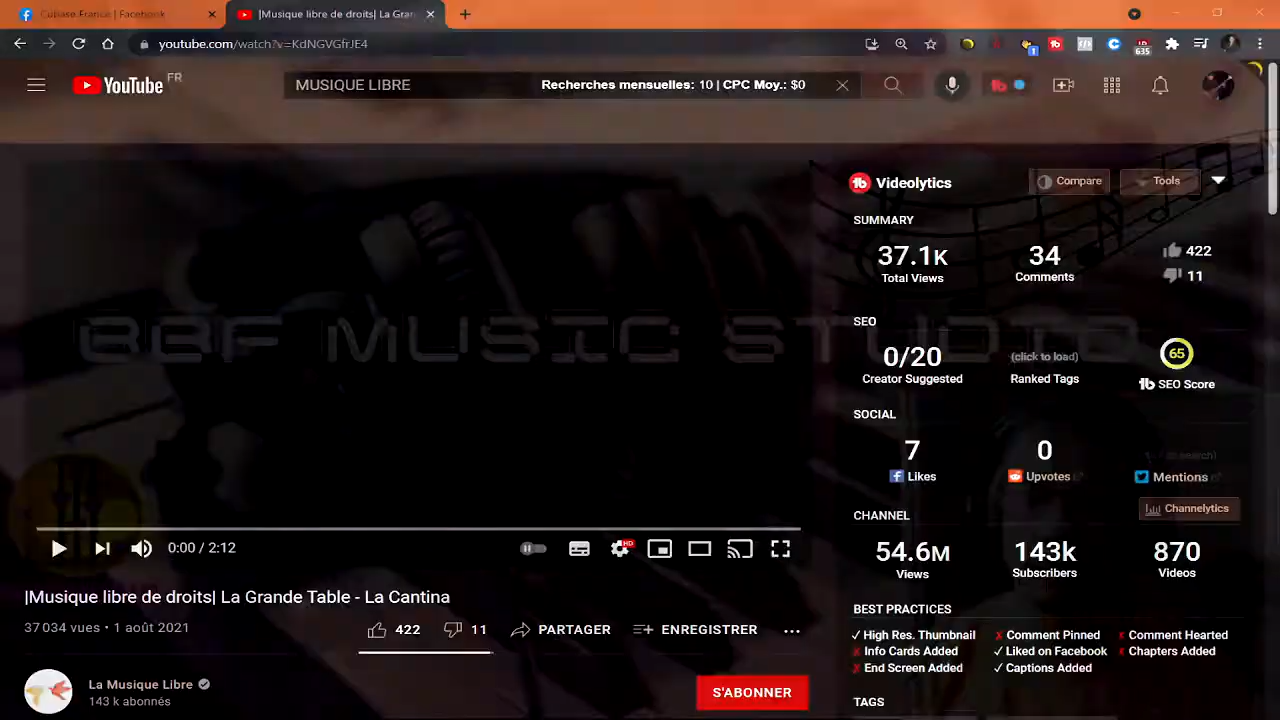 Cubase France | Facebook
|Musique libre de droits| La Gran
youtube.com/watch?v=KdNGVGfrJE4
1
635
YouTube FR
MUSIQUE LIBRE
Recherches mensuelles: 10 | CPC Moy.: $0
BBF MUSIC STUDIO
Videolytics
Compare
Tools
SUMMARY
37.1K
Total Views
34
Comments
422
11
SEO
0/20
Creator Suggested
(click to load)
Ranked Tags
65
SEO Score
SOCIAL
7
Likes
0
Upvotes
Mentions
CHANNEL
Channelytics
54.6M
Views
143k
Subscribers
870
Videos
BEST PRACTICES
✓ High Res. Thumbnail
x Comment Pinned
x Comment Hearted
x Info Cards Added
✓ Liked on Facebook
x Chapters Added
x End Screen Added
✓ Captions Added
TAGS
0:00 / 2:12
HD
|Musique libre de droits| La Grande Table - La Cantina
37 034 vues • 1 août 2021
422
11
PARTAGER
ENREGISTRER
La Musique Libre
143 k abonnés
S'ABONNER